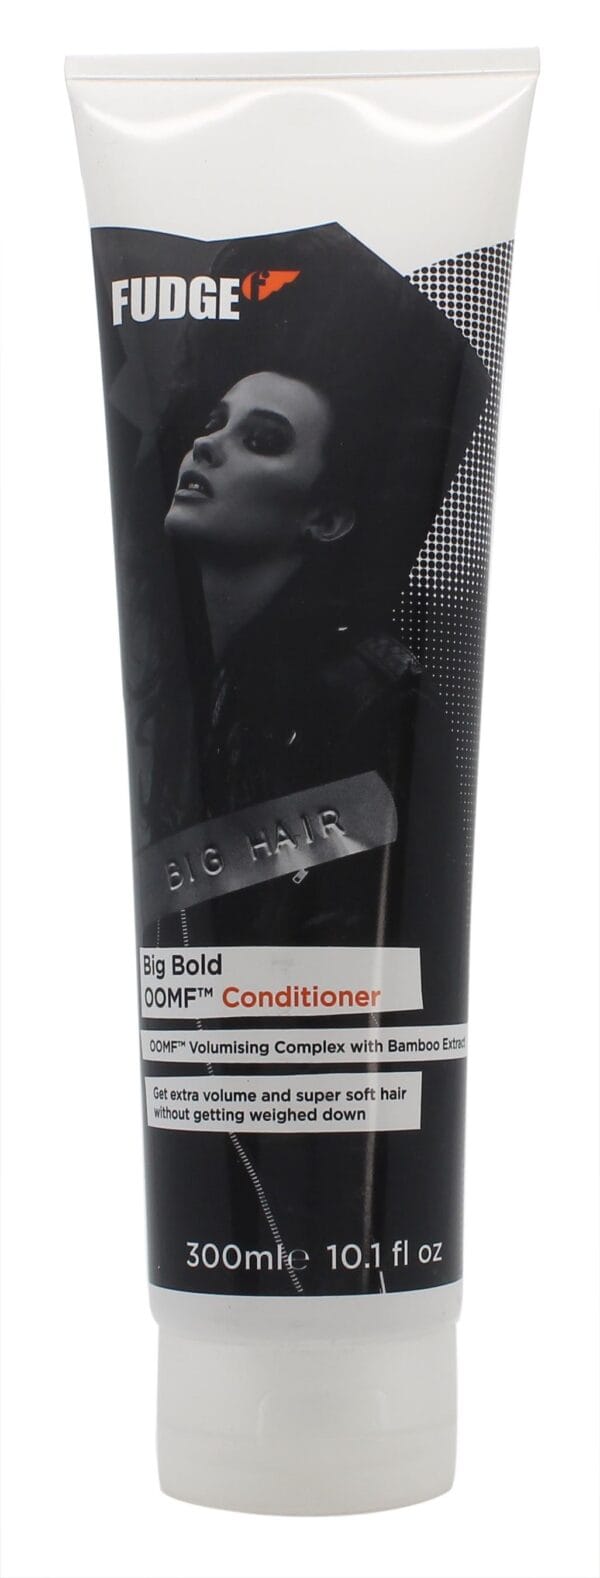 FUDGE
BIG HAIR
Big Bold
OOMF™ Conditioner
OOMF™ Volumising Complex with Bamboo Extract
Get extra volume and super soft hair
without getting weighed down
300ml℮ 10.1 fl oz